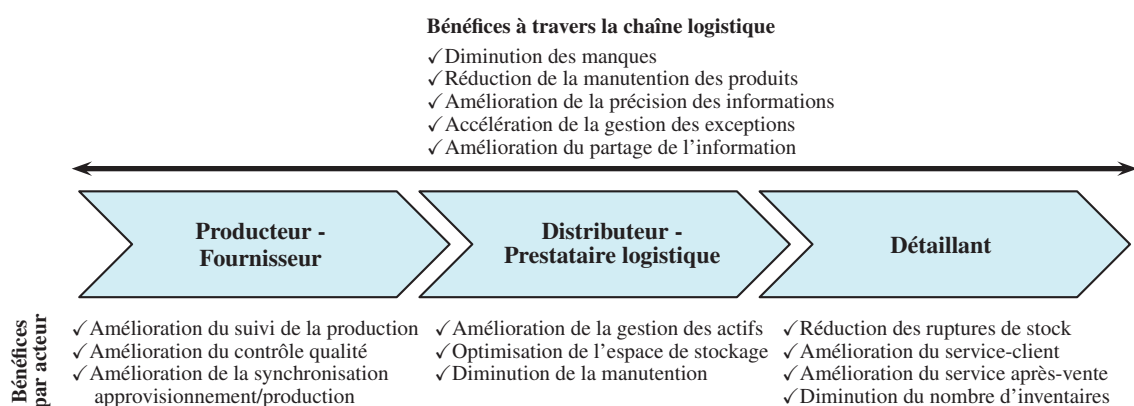 Bénéfices à travers la chaîne logistique
✓Diminution des manques
✓Réduction de la manutention des produits
✓Amélioration de la précision des informations
✓Accélération de la gestion des exceptions
✓Amélioration du partage de l'information
Producteur -
Fournisseur
Distributeur -
Prestataire logistique
Détaillant
Bénéfices
par acteur
✓Amélioration du suivi de la production
✓Amélioration du contrôle qualité
✓Amélioration de la synchronisation
approvisionnement/production
✓Amélioration de la gestion des actifs
✓Optimisation de l'espace de stockage
✓Diminution de la manutention
✓Réduction des ruptures de stock
✓Amélioration du service-client
✓Amélioration du service après-vente
✓Diminution du nombre d'inventaires